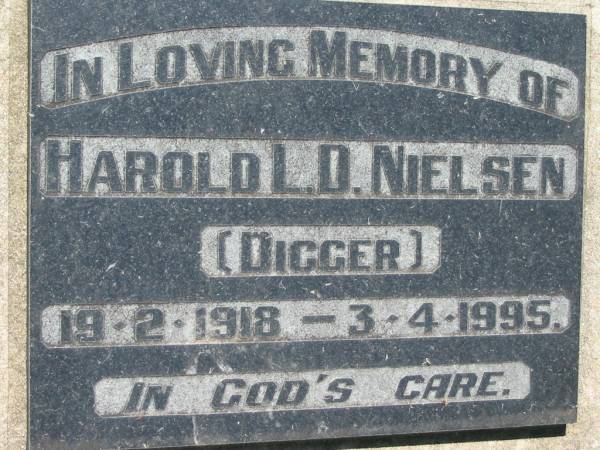 IN LOVING MEMORY OF
HAROLD L.D. NIELSEN
(DIGGER)
19·2·1918 — 3·4·1995.
IN GOD'S CARE.